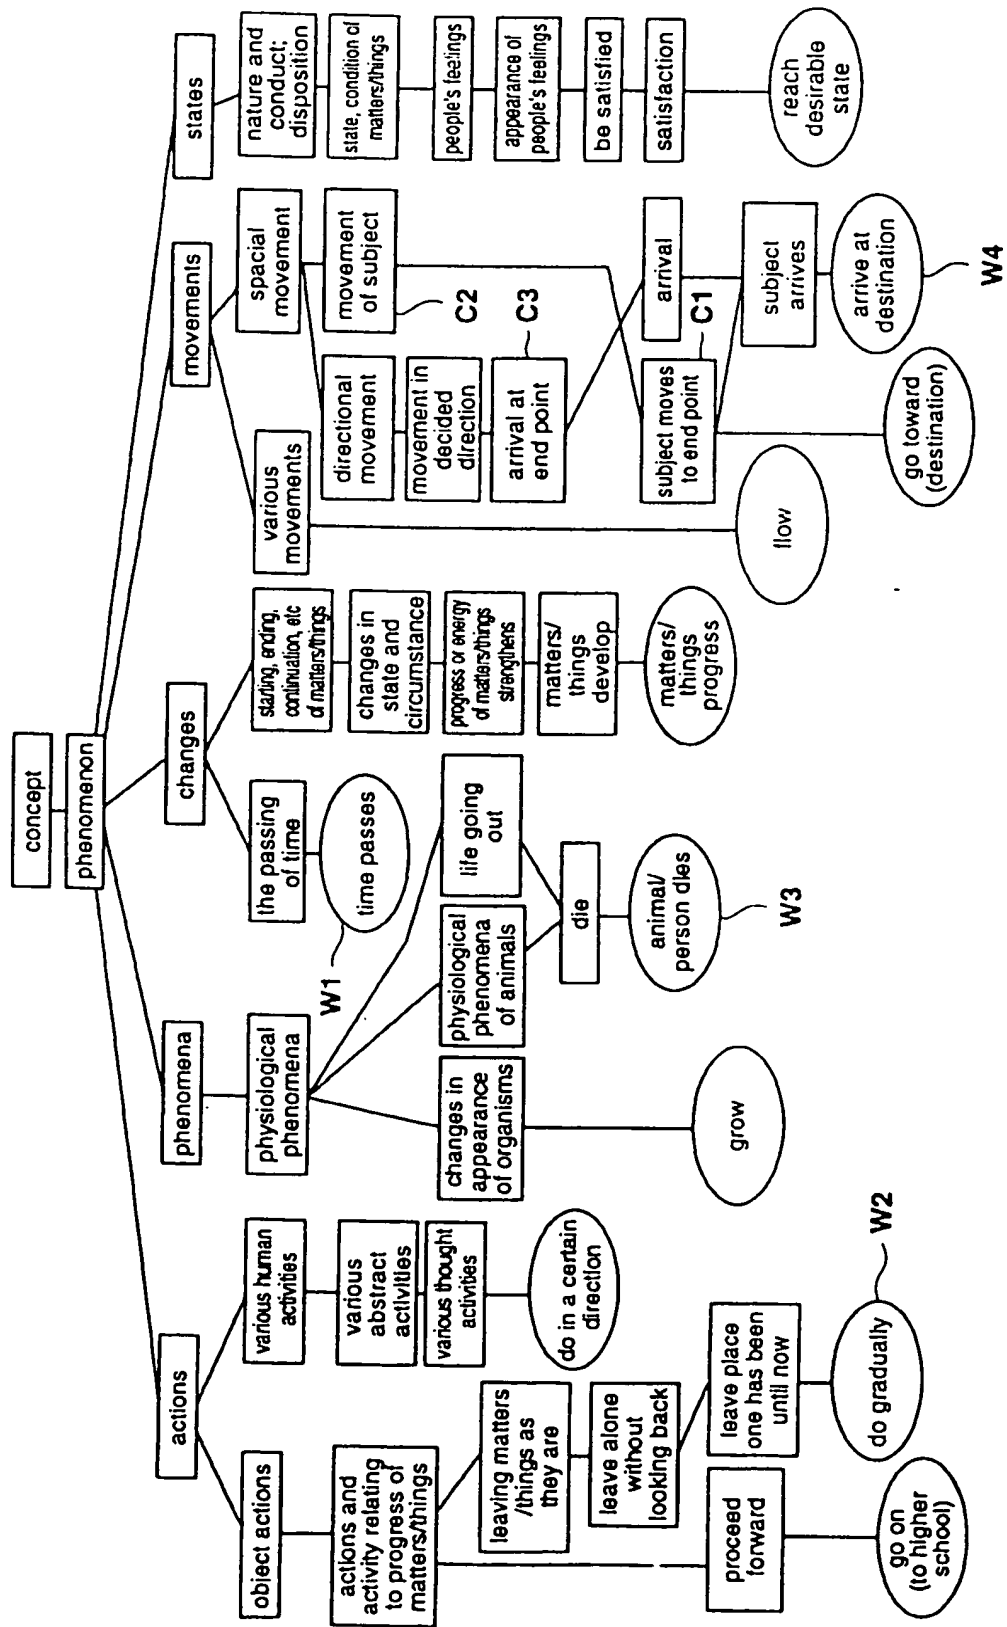 concept
phenomenon
actions
phenomena
changes
movements
states
object actions
various human
activities
physiological
phenomena
the passing
of time
starting, ending,
continuation, etc
of matters/things
various
movements
spacial
movement
nature and
conduct;
disposition
actions and
activity relating
to progress of
matters/things
various
abstract
activities
time passes
W1
changes in
state and
circumstance
directional
movement
movement
of subject
C2
state, condition of
matters/things
various thought
activities
movement in
decided
direction
people's feelings
leaving matters
/things as
they are
do in a certain
direction
changes in
appearance
of organisms
physiological
phenomena
of animals
life going
out
progress or energy
of matters/things
strengthens
arrival at
end point
C3
appearance of
people's feelings
leave alone
without
looking back
die
matters/
things
develop
be satisfied
arrival
satisfaction
subject moves
to end point
C1
animal/
person dies
W3
matters/
things
progress
proceed
forward
leave place
one has been
until now
grow
flow
subject
arrives
reach
desirable
state
do gradually
W2
arrive at
destination
W4
go on
(to higher
school)
go toward
(destination)